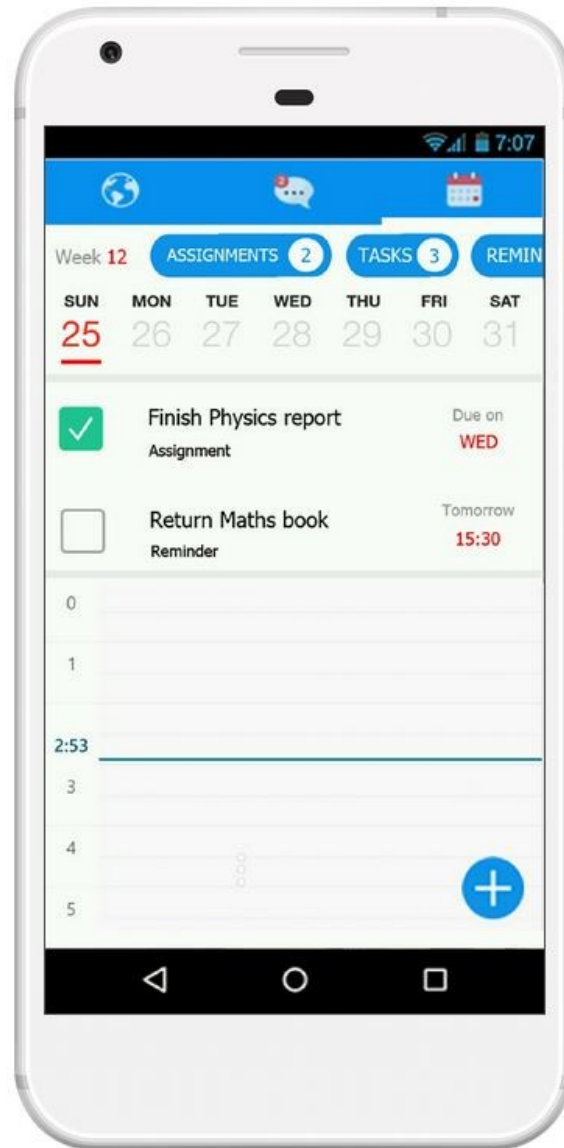 7:07
2
Week 12 ASSIGNMENTS 2 TASKS 3 REMIN
SUN MON TUE WED THU FRI SAT
25 26 27 28 29 30 31
Finish Physics report
Assignment
Due on
WED
Return Maths book
Reminder
Tomorrow
15:30
0
1
2:53
3
4
5